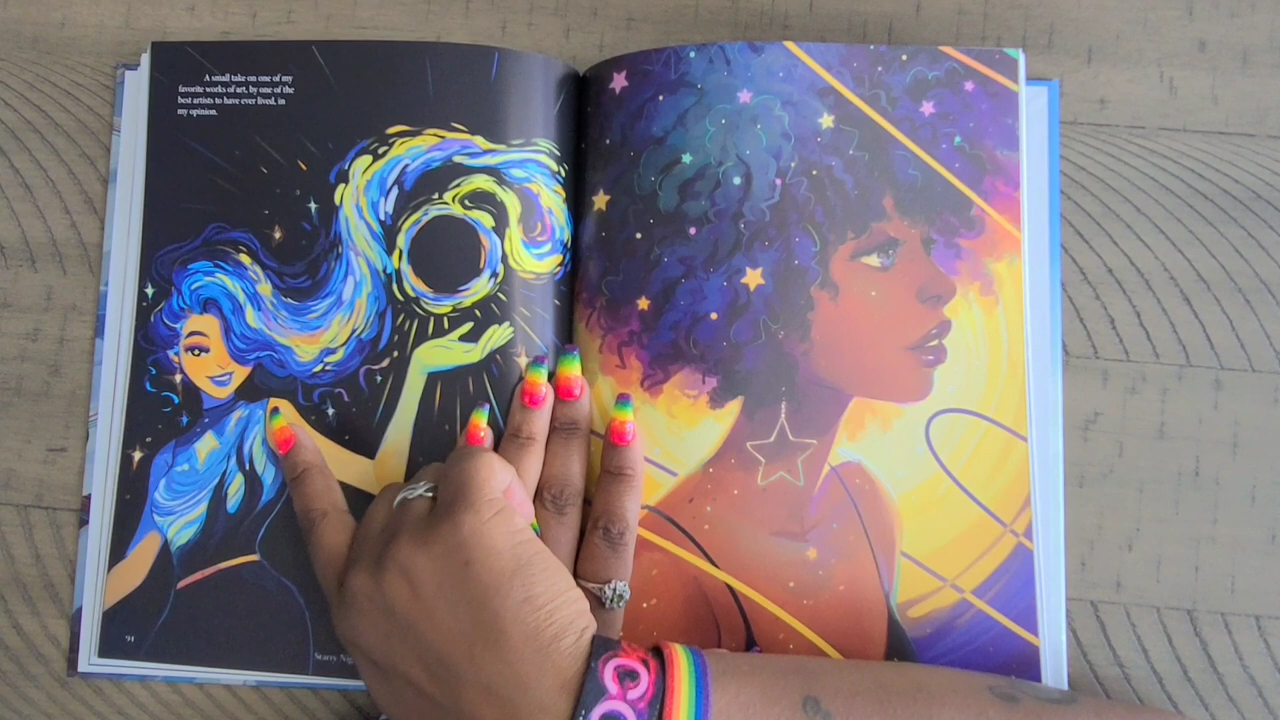 A small take on one of my
favorite works of art, by one of the
best artists to have ever lived, in
my opinion.
94
Starry